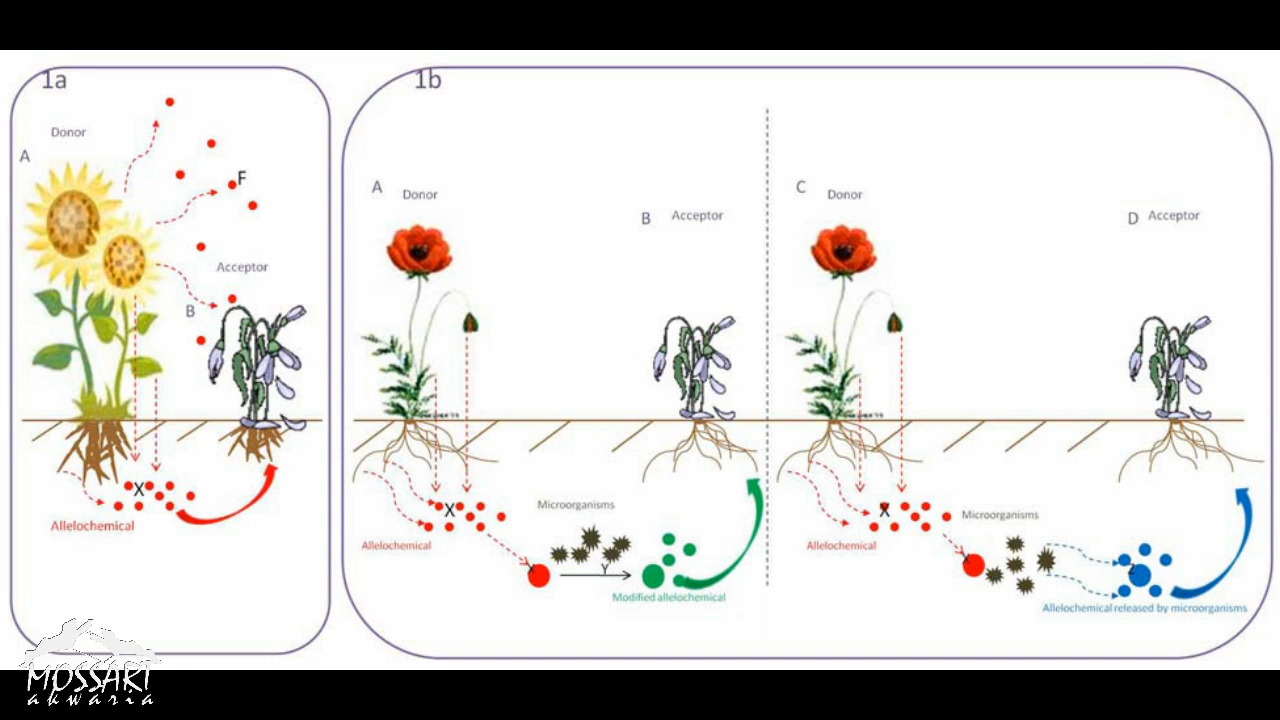 1a
Donor
A
F
Acceptor
B
X
Allelochemical
1b
A
Donor
B
Acceptor
X
Microorganisms
Allelochemical
Y
Modified allelochemical
C
Donor
D
Acceptor
X
Microorganisms
Allelochemical
X
Z
Allelochemical released by microorganisms
MOSSARI
akwaria